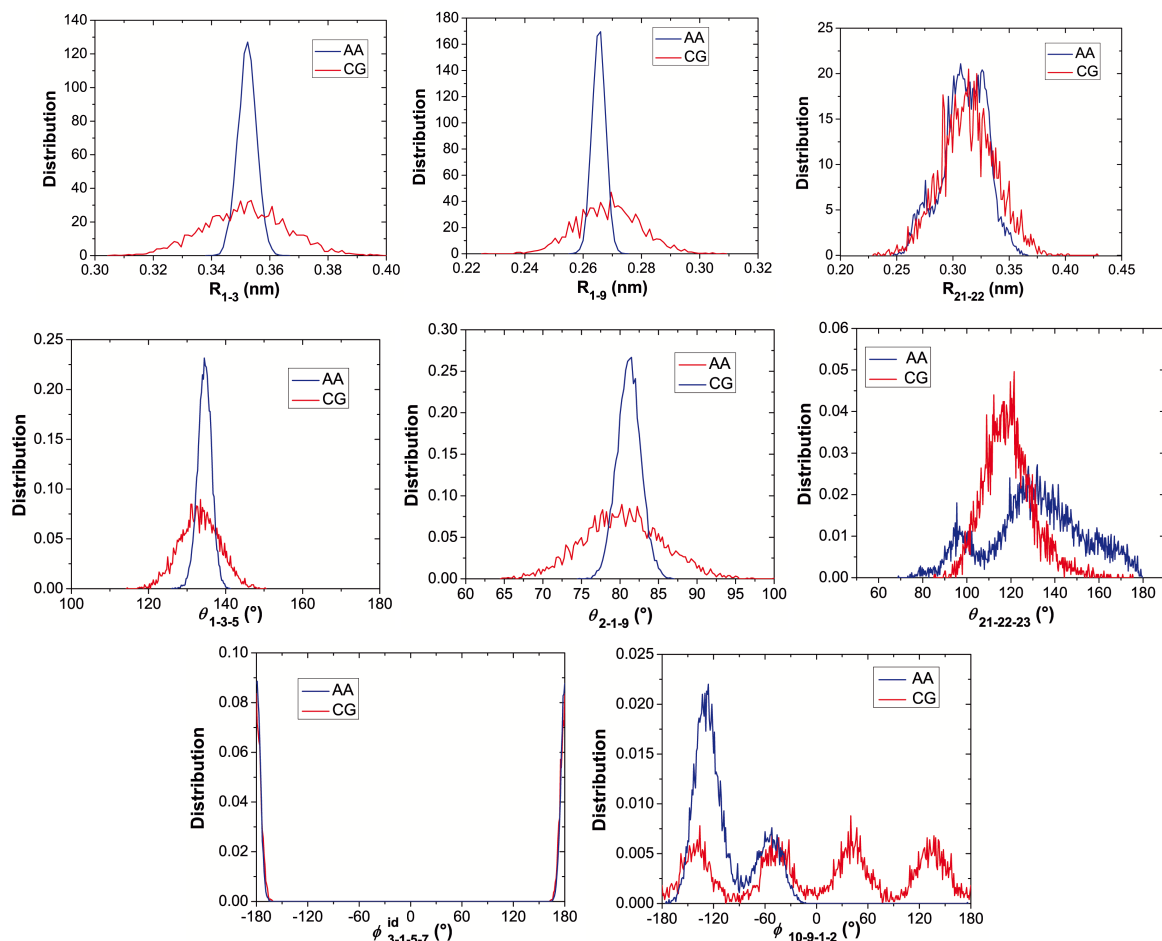 140
120
100
80
60
40
20
0
Distribution
AA
CG
0.30 0.32 0.34 0.36 0.38 0.40
R1-3 (nm)
180
160
140
120
100
80
60
40
20
0
Distribution
AA
CG
0.22 0.24 0.26 0.28 0.30 0.32
R1-9 (nm)
25
20
15
10
5
0
Distribution
AA
CG
0.20 0.25 0.30 0.35 0.40 0.45
R21-22 (nm)
0.25
0.20
0.15
0.10
0.05
0.00
Distribution
AA
CG
100 120 140 160 180
θ1-3-5 (°)
0.30
0.25
0.20
0.15
0.10
0.05
0.00
Distribution
AA
CG
60 65 70 75 80 85 90 95 100
θ2-1-9 (°)
0.06
0.05
0.04
0.03
0.02
0.01
0.00
Distribution
AA
CG
60 80 100 120 140 160 180
θ21-22-23 (°)
0.10
0.08
0.06
0.04
0.02
0.00
Distribution
AA
CG
-180 -120 -60 0 60 120 180
ϕid3-1-5-7 (°)
0.025
0.020
0.015
0.010
0.005
0.000
Distribution
AA
CG
-180 -120 -60 0 60 120 180
ϕ10-9-1-2 (°)